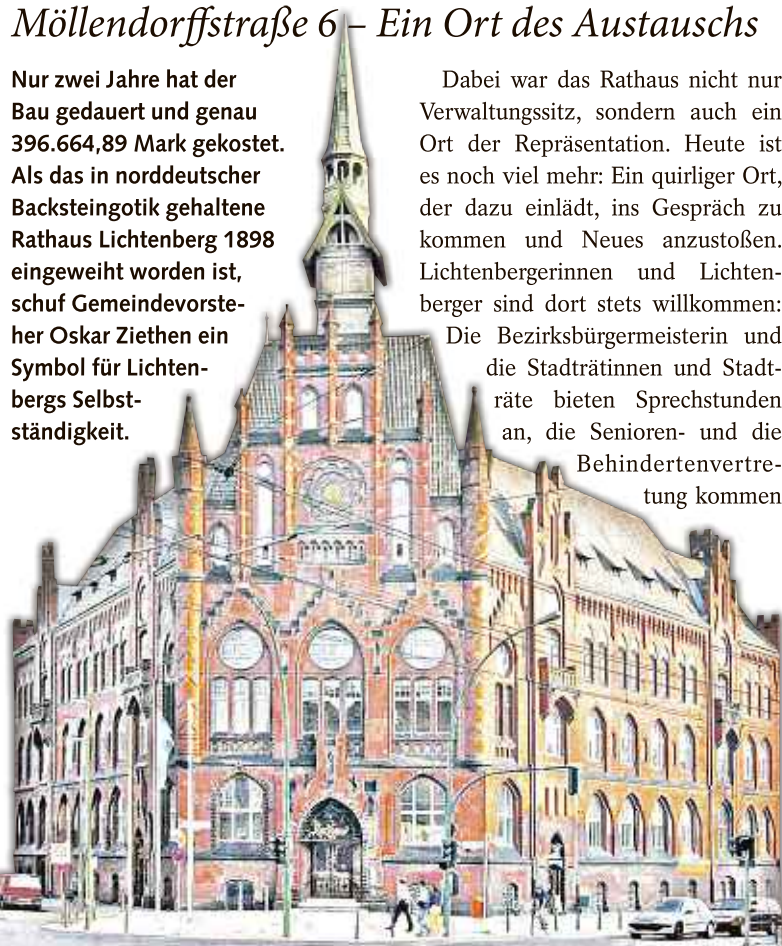 Möllendorffstraße 6 – Ein Ort des Austauschs
Nur zwei Jahre hat der
Bau gedauert und genau
396.664,89 Mark gekostet.
Als das in norddeutscher
Backsteingotik gehaltene
Rathaus Lichtenberg 1898
eingeweiht worden ist,
schuf Gemeindevorste-
her Oskar Ziethen ein
Symbol für Lichten-
bergs Selbst-
ständigkeit.
Dabei war das Rathaus nicht nur
Verwaltungssitz, sondern auch ein
Ort der Repräsentation. Heute ist
es noch viel mehr: Ein quirliger Ort,
der dazu einlädt, ins Gespräch zu
kommen und Neues anzustoßen.
Lichtenbergerinnen und Lichten-
berger sind dort stets willkommen:
Die Bezirksbürgermeisterin und
die Stadträtinnen und Stadt-
räte bieten Sprechstunden
an, die Senioren- und die
Behindertenvertre-
tung kommen